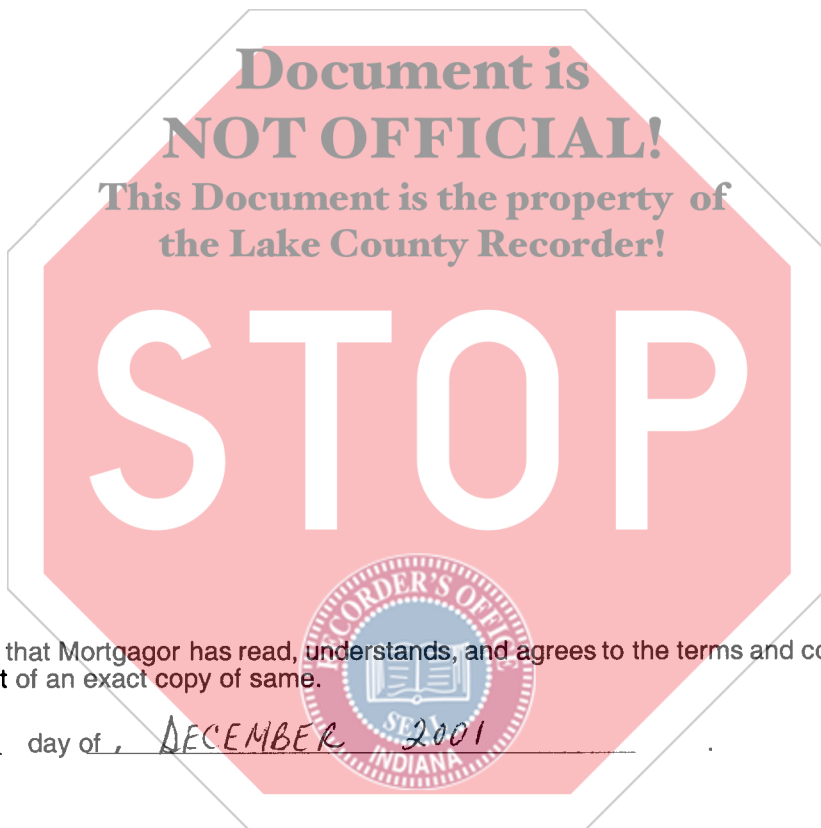 Document is
NOT OFFICIAL!
This Document is the property of
the Lake County Recorder!
STOP
RECORDER'S OFFICE
that Mortgagor has read, understands, and agrees to the terms and co
t of an exact copy of same.
SEAL
day of , DECEMBER 2001 .
INDIANA